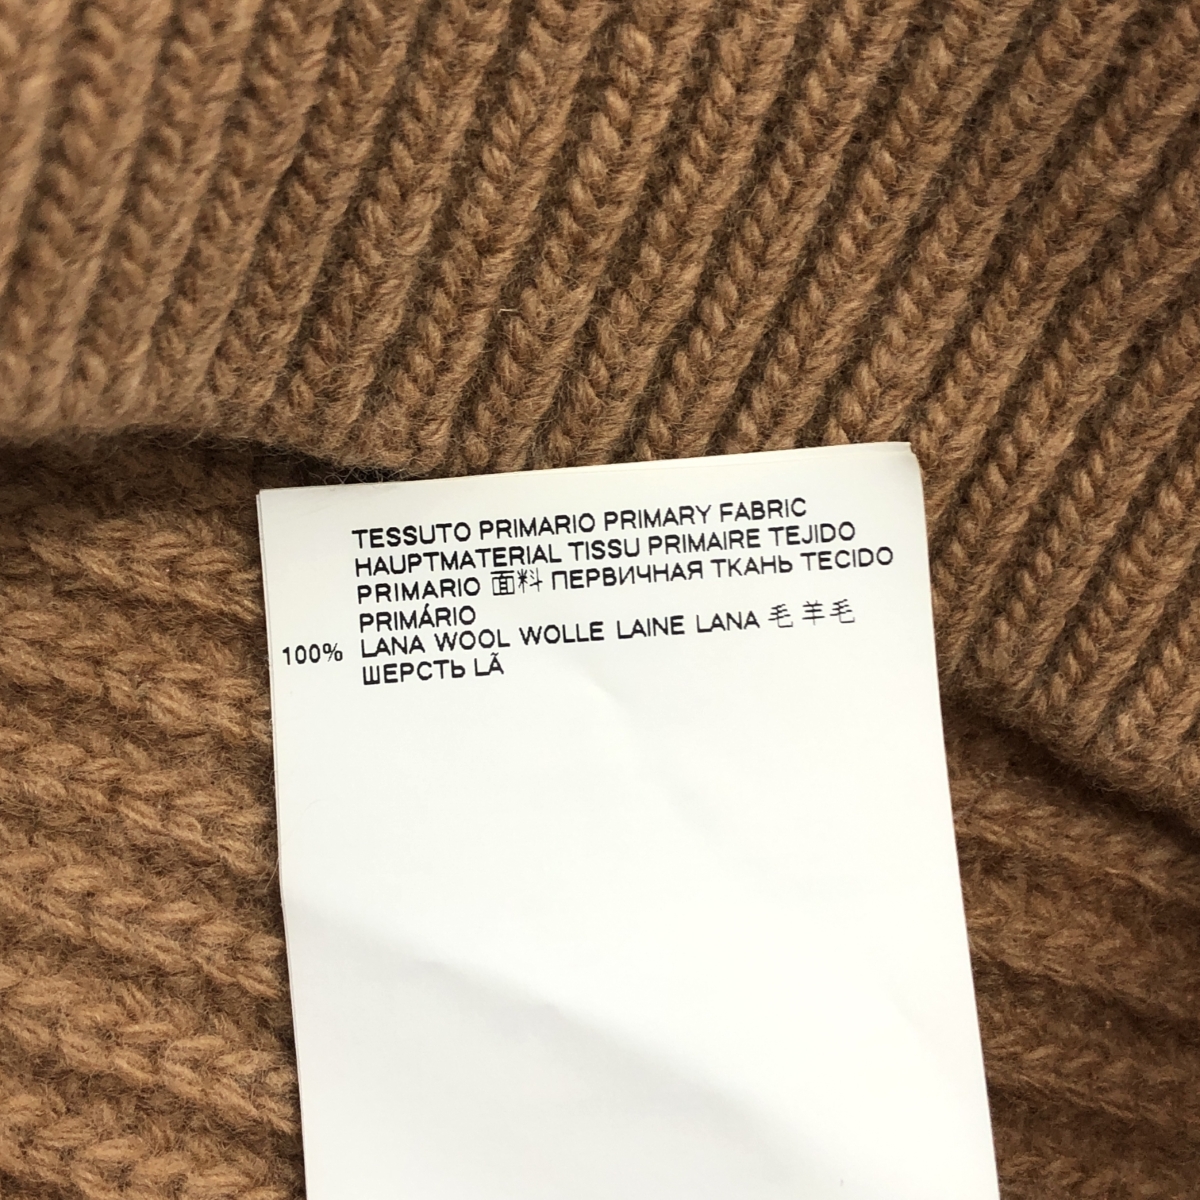 TESSUTO PRIMARIO PRIMARY FABRIC
HAUPTMATERIAL TISSU PRIMAIRE TEJIDO
PRIMARIO 面料 ПЕРВИЧНАЯ ТКАНЬ TECIDO
PRIMÁRIO
100% LANA WOOL WOLLE LAINE LANA 毛 羊毛
ШЕРСТЬ LÃ